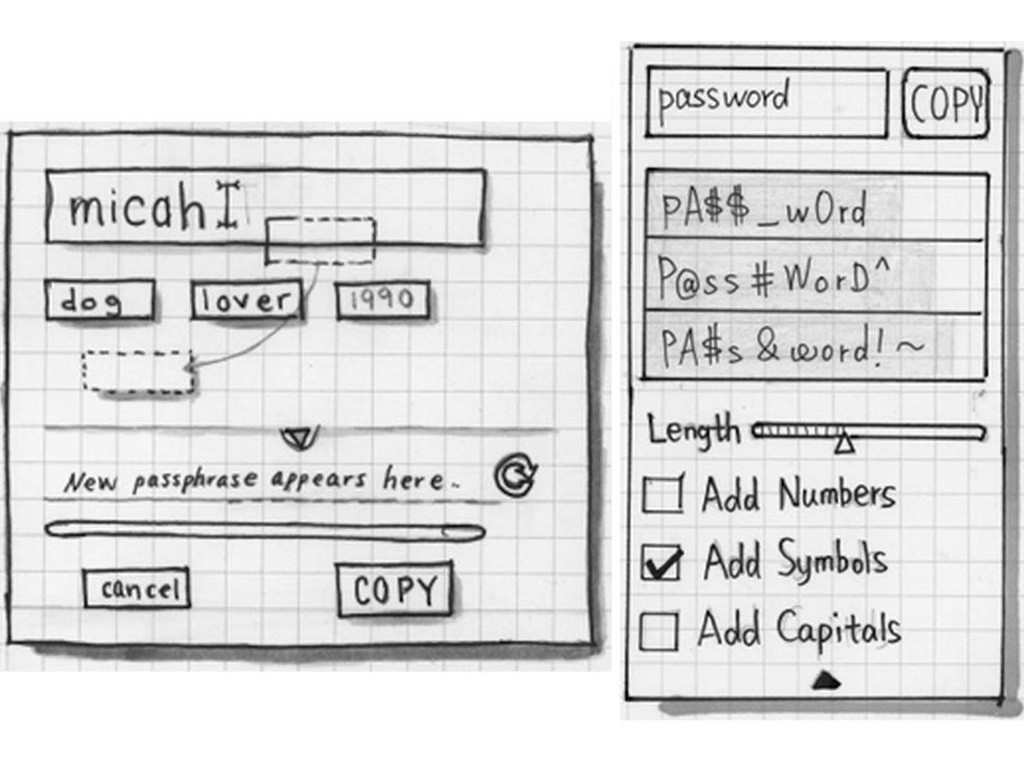 micah
dog lover 1990
New passphrase appears here.
cancel COPY
password COPY
pA$$_wOrd
P@ss#WorD^
PA$s&word!~
Length
Add Numbers
Add Symbols
Add Capitals